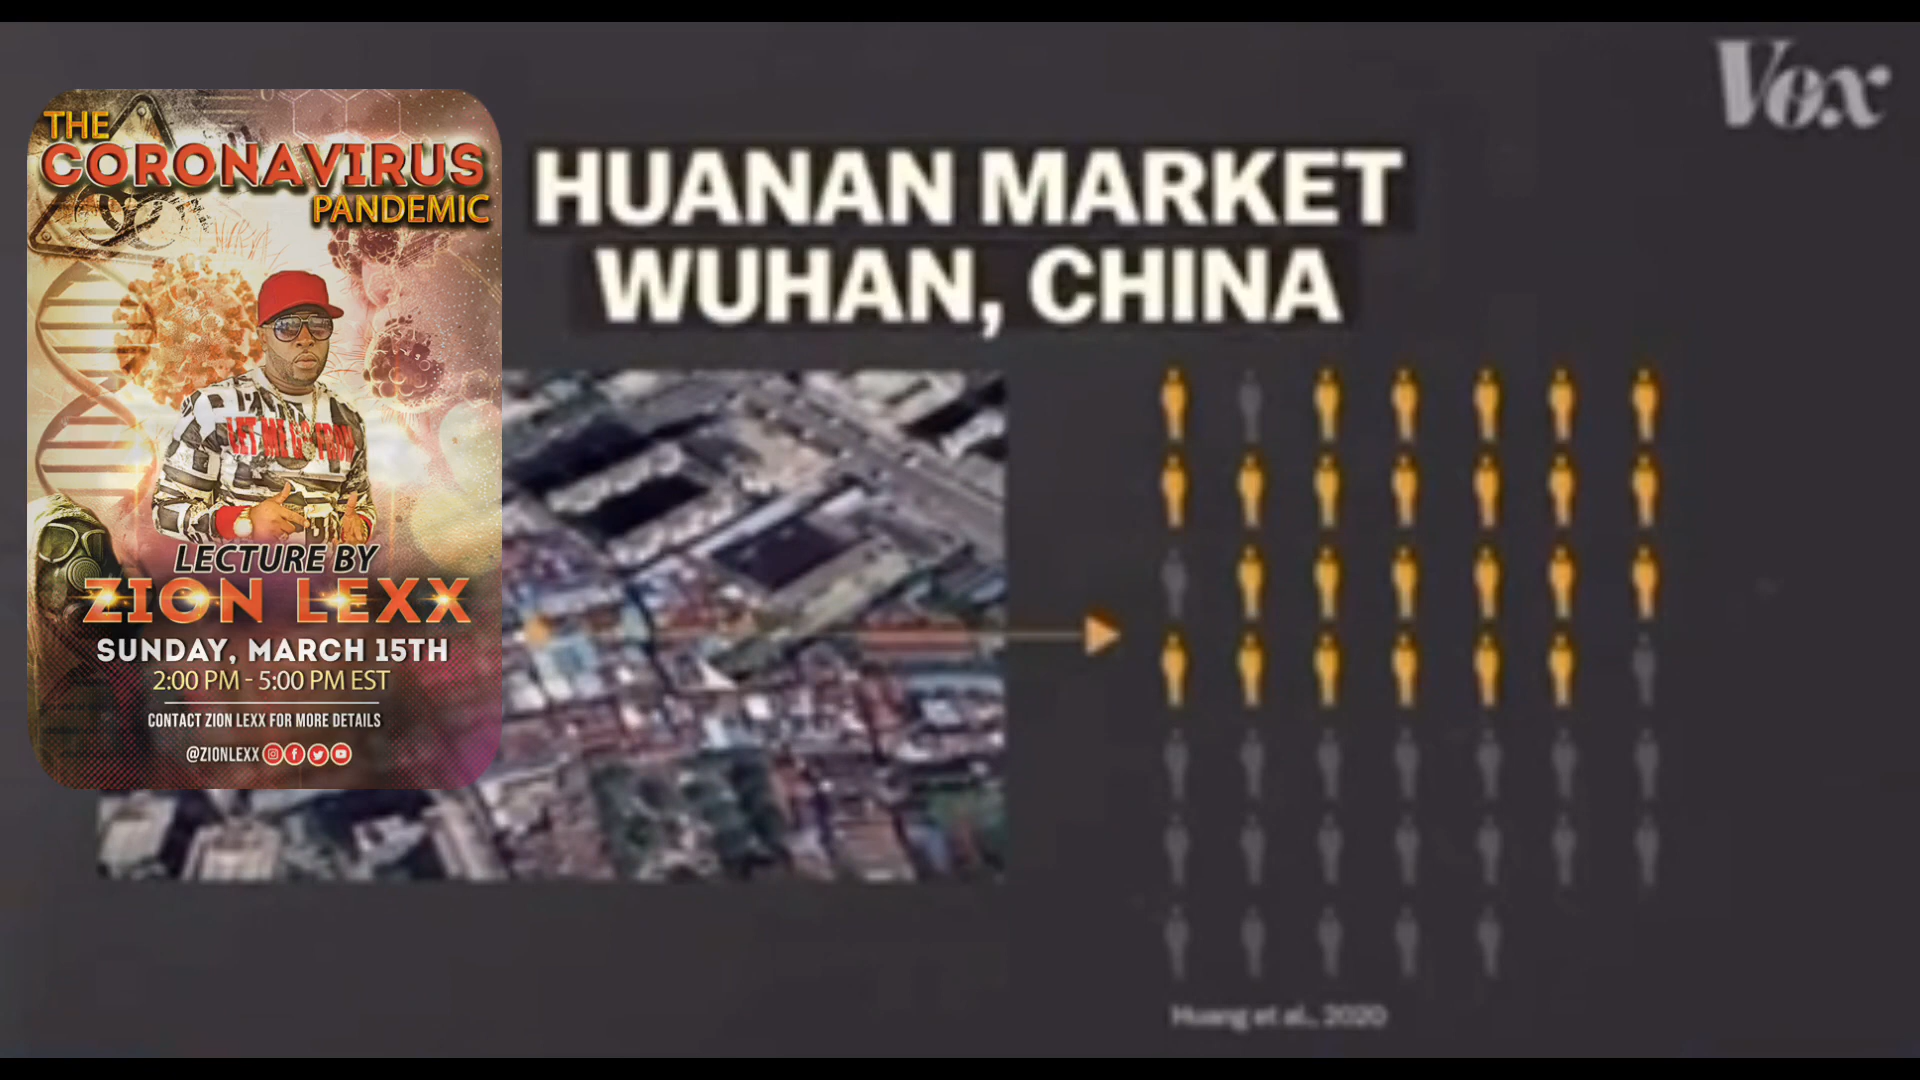 Vox
THE
CORONAVIRUS
PANDEMIC
LECTURE BY
ZION LEXX
SUNDAY, MARCH 15TH
2:00 PM - 5:00 PM EST
CONTACT ZION LEXX FOR MORE DETAILS
@ZIONLEXX
HUANAN MARKET
WUHAN, CHINA
Huang et al., 2020